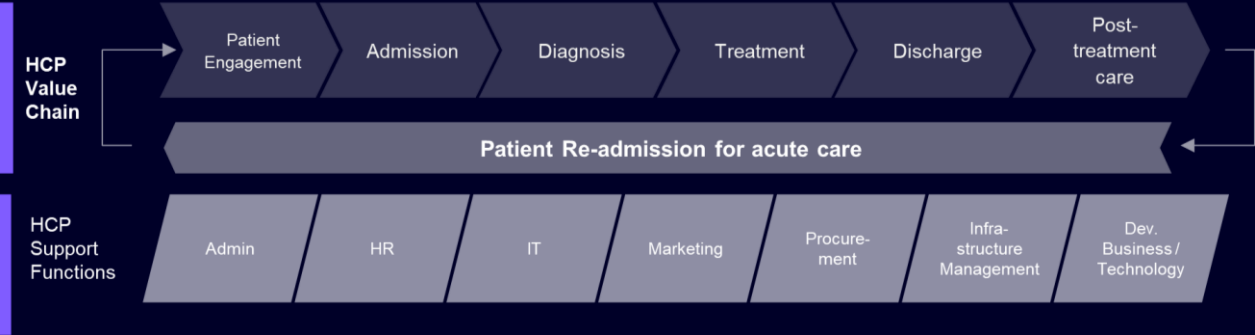 HCP
Value
Chain
Patient
Engagement
Admission
Diagnosis
Treatment
Discharge
Post-
treatment
care
Patient Re-admission for acute care
HCP
Support
Functions
Admin
HR
IT
Marketing
Procure-
ment
Infra-
structure
Management
Dev.
Business /
Technology